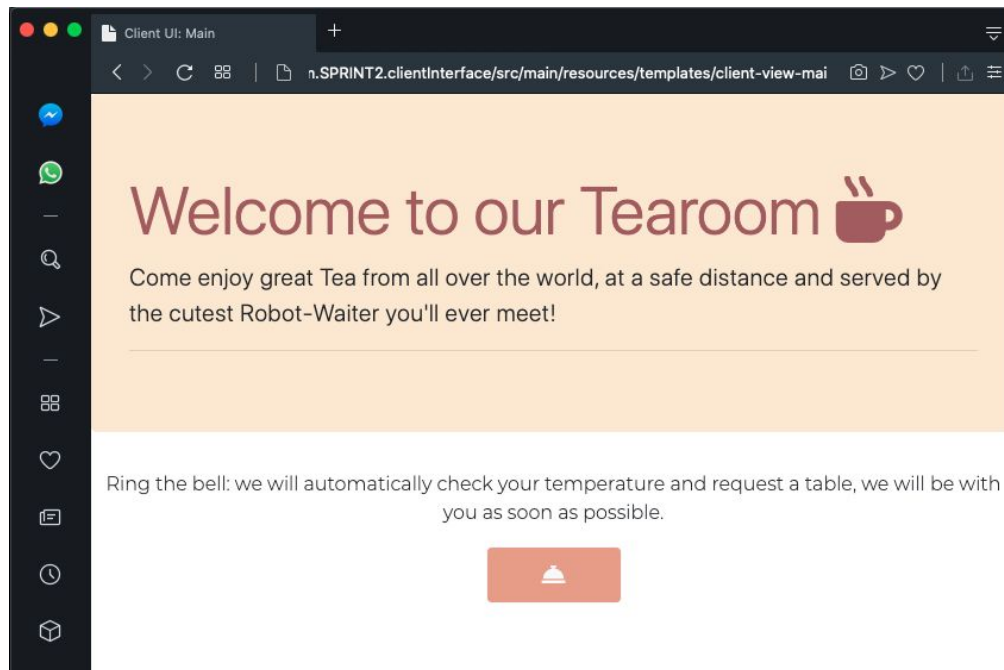 Client UI: Main
n.SPRINT2.clientInterface/src/main/resources/templates/client-view-mai
Welcome to our Tearoom
Come enjoy great Tea from all over the world, at a safe distance and served by
the cutest Robot-Waiter you'll ever meet!
Ring the bell: we will automatically check your temperature and request a table, we will be with
you as soon as possible.